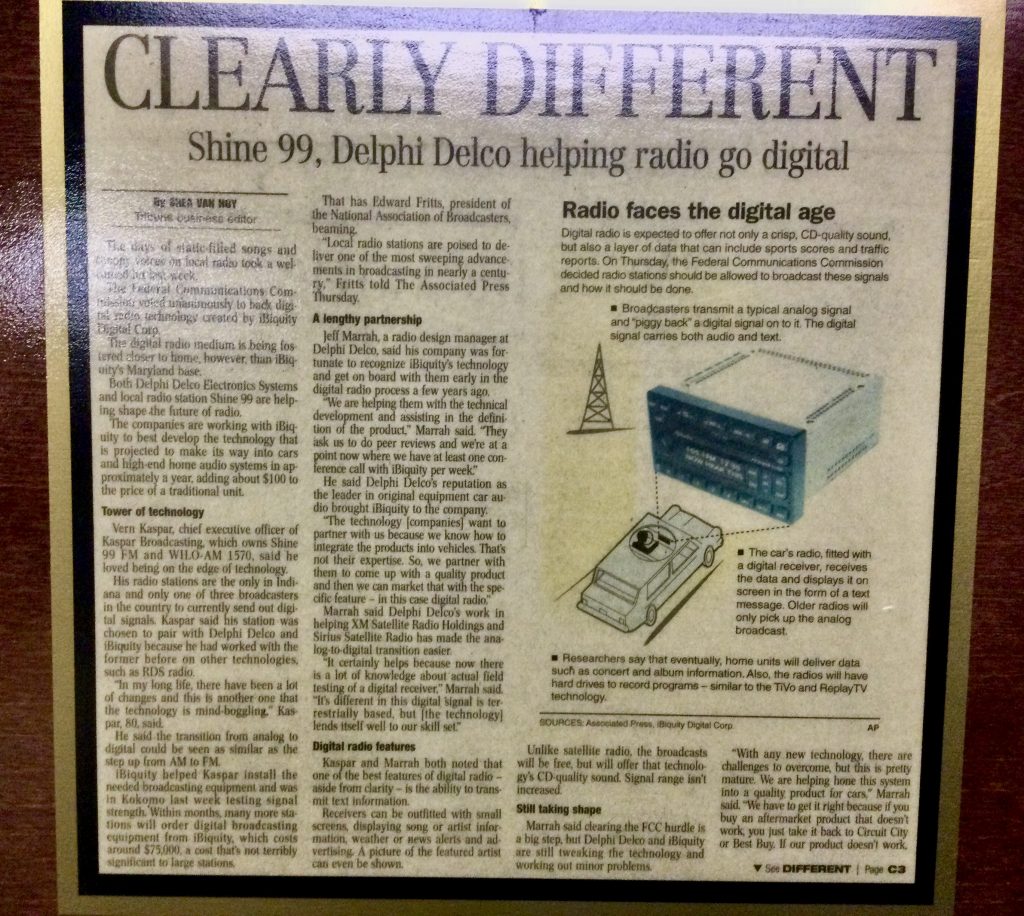 CLEARLY DIFFERENT
Shine 99, Delphi Delco helping radio go digital
By SHEA VAN HOY
Tribune business editor
The days of static-filled songs and
voices on local radio took a wel-
last week.
The Federal Communications Com-
mission voted unanimously to back digi-
tal radio technology created by iBiquity
Digital Corp.
The digital radio medium is being fos-
tered closer to home, however, than iBiq-
uity's Maryland base.
Both Delphi Delco Electronics Systems
and local radio station Shine 99 are help-
ing shape the future of radio.
The companies are working with iBiq-
uity to best develop the technology that
is projected to make its way into cars
and high-end home audio systems in ap-
proximately a year, adding about $100 to
the price of a traditional unit.
Tower of technology
Vern Kaspar, chief executive officer of
Kaspar Broadcasting, which owns Shine
99 FM and WILO-AM 1570, said he
loved being on the edge of technology.
His radio stations are the only in Indi-
ana and only one of three broadcasters
in the country to currently send out digi-
tal signals. Kaspar said his station was
chosen to pair with Delphi Delco and
iBiquity because he had worked with the
former before on other technologies,
such as RDS radio.
"In my long life, there have been a lot
of changes and this is another one that
the technology is mind-boggling," Kas-
par, 80, said.
He said the transition from analog to
digital could be seen as similar as the
step up from AM to FM.
iBiquity helped Kaspar install the
needed broadcasting equipment and was
in Kokomo last week testing signal
strength. Within months, many more sta-
tions will order digital broadcasting
equipment from iBiquity, which costs
around $75,000, a cost that's not terribly
significant to large stations.
That has Edward Fritts, president of
the National Association of Broadcasters,
beaming.
"Local radio stations are poised to de-
liver one of the most sweeping advance-
ments in broadcasting in nearly a centu-
ry," Fritts told The Associated Press
Thursday.
A lengthy partnership
Jeff Marrah, a radio design manager at
Delphi Delco, said his company was for-
tunate to recognize iBiquity's technology
and get on board with them early in the
digital radio process a few years ago.
"We are helping them with the technical
development and assisting in the defini-
tion of the product," Marrah said. "They
ask us to do peer reviews and we're at a
point now where we have at least one con-
ference call with iBiquity per week."
He said Delphi Delco's reputation as
the leader in original equipment car au-
dio brought iBiquity to the company.
"The technology [companies] want to
partner with us because we know how to
integrate the products into vehicles. That's
not their expertise. So, we partner with
them to come up with a quality product
and then we can market that with the spe-
cific feature – in this case digital radio."
Marrah said Delphi Delco's work in
helping XM Satellite Radio Holdings and
Sirius Satellite Radio has made the ana-
log-to-digital transition easier.
"It certainly helps because now there
is a lot of knowledge about actual field
testing of a digital receiver," Marrah said.
"It's different in this digital signal is ter-
restrially based, but [the technology]
lends itself well to our skill set."
Digital radio features
Kaspar and Marrah both noted that
one of the best features of digital radio –
aside from clarity – is the ability to trans-
mit text information.
Receivers can be outfitted with small
screens, displaying song or artist infor-
mation, weather or news alerts and ad-
vertising. A picture of the featured artist
can even be shown.
Radio faces the digital age
Digital radio is expected to offer not only a crisp, CD-quality sound,
but also a layer of data that can include sports scores and traffic
reports. On Thursday, the Federal Communications Commission
decided radio stations should be allowed to broadcast these signals
and how it should be done.
■ Broadcasters transmit a typical analog signal
and "piggy back" a digital signal on to it. The digital
signal carries both audio and text.
■ The car's radio, fitted with
a digital receiver, receives
the data and displays it on
screen in the form of a text
message. Older radios will
only pick up the analog
broadcast.
■ Researchers say that eventually, home units will deliver data
such as concert and album information. Also, the radios will have
hard drives to record programs – similar to the TiVo and ReplayTV
technology.
SOURCES: Associated Press, iBiquity Digital Corp.
AP
Unlike satellite radio, the broadcasts
will be free, but will offer that technolo-
gy's CD-quality sound. Signal range isn't
increased.
Still taking shape
Marrah said clearing the FCC hurdle is
a big step, but Delphi Delco and iBiquity
are still tweaking the technology and
working out minor problems.
"With any new technology, there are
challenges to overcome, but this is pretty
mature. We are helping hone this system
into a quality product for cars," Marrah
said. "We have to get it right because if you
buy an aftermarket product that doesn't
work, you just take it back to Circuit City
or Best Buy. If our product doesn't work,
▼ See DIFFERENT | Page C3